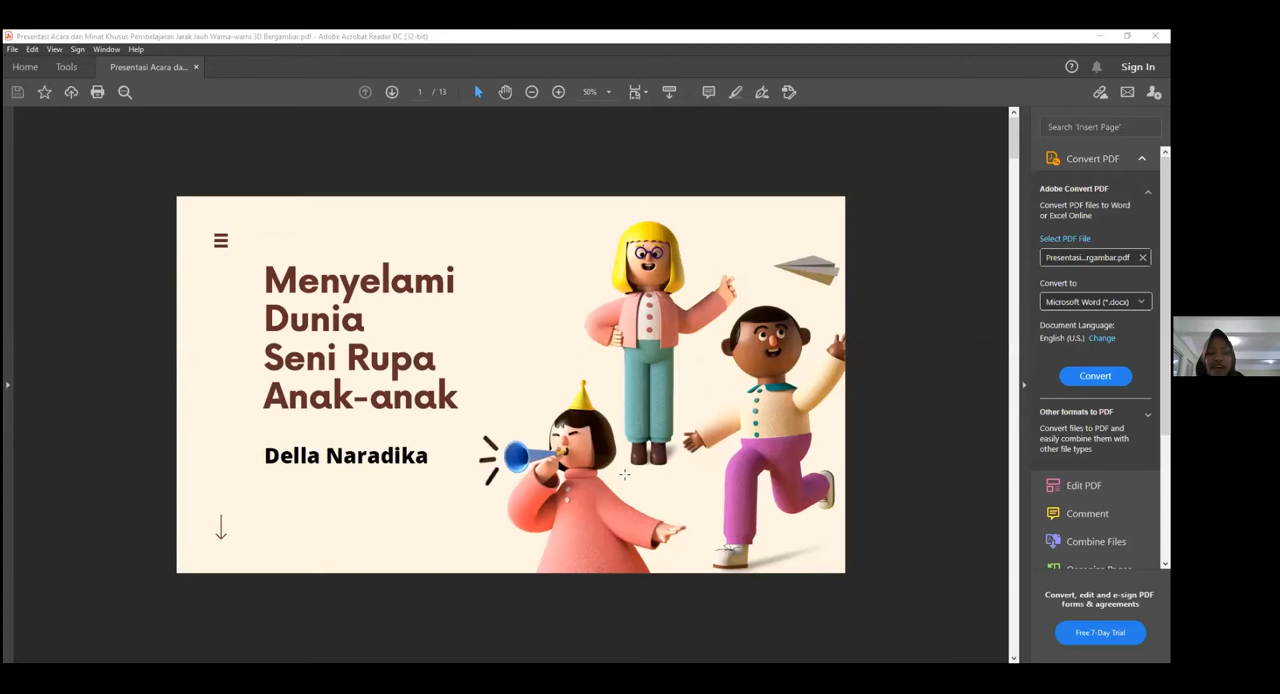 Presentasi Acara dan Minat Khusus Pembelajaran Jarak Jauh Warna-warni 3D Bergambar.pdf - Adobe Acrobat Reader DC (32-bit)
File Edit View Sign Window Help
Home Tools Presentasi Acara da... × Sign In
1 / 13 50%
Search 'Insert Page'
Convert PDF
Adobe Convert PDF
Convert PDF files to Word
or Excel Online
Select PDF File
Presentasi...rgambar.pdf
Convert to
Microsoft Word (*.docx)
Document Language:
English (U.S.) Change
Convert
Other formats to PDF
Convert files to PDF and
easily combine them with
other file types
Edit PDF
Comment
Combine Files
Organize Pages
Convert, edit and e-sign PDF
forms & agreements
Free 7-Day Trial
Menyelami
Dunia
Seni Rupa
Anak-anak
Della Naradika